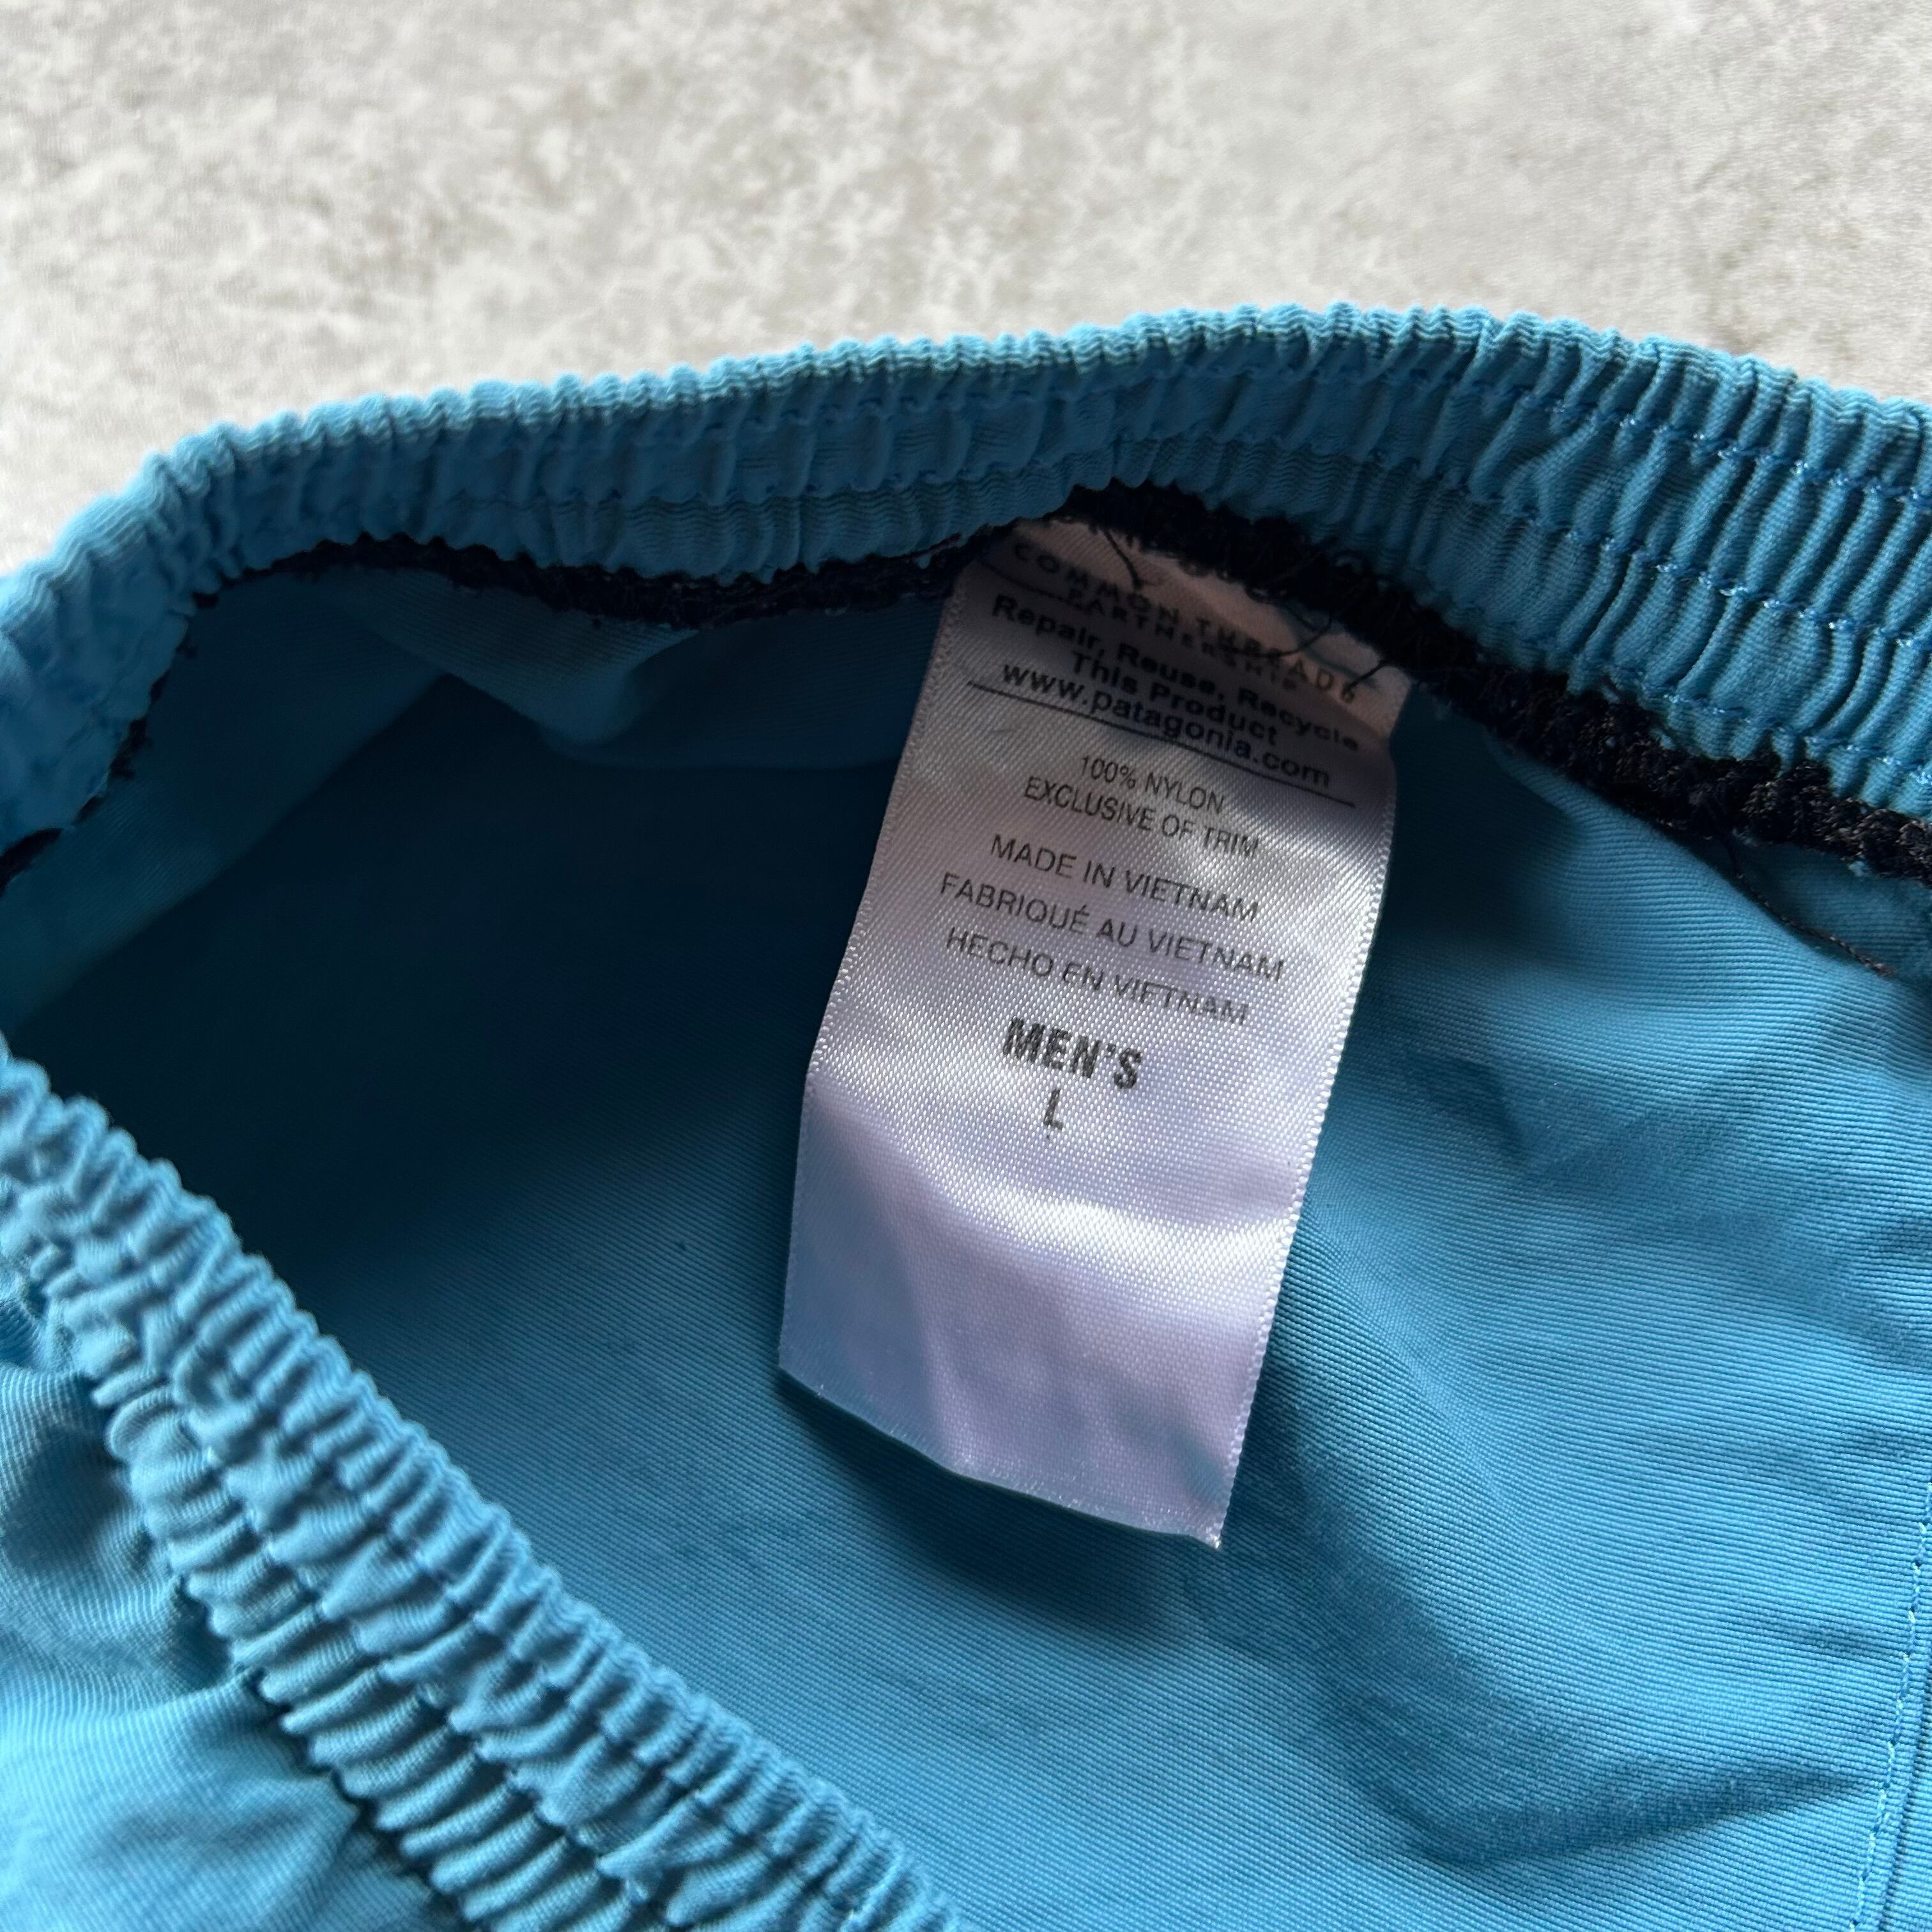 COMMON THREADS
PARTNERSHIP
Repair, Reuse, Recycle
This Product
www.patagonia.com
100% NYLON
EXCLUSIVE OF TRIM
MADE IN VIETNAM
FABRIQUÉ AU VIETNAM
HECHO EN VIETNAM
MEN'S
L